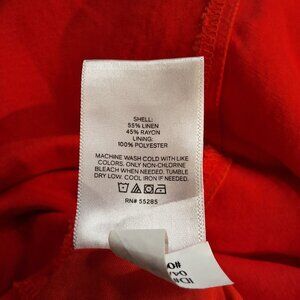 SHELL:
55% LINEN
45% RAYON
LINING:
100% POLYESTER
MACHINE WASH COLD WITH LIKE
COLORS. ONLY NON-CHLORINE
BLEACH WHEN NEEDED. TUMBLE
DRY LOW. COOL IRON IF NEEDED.
RN# 55285